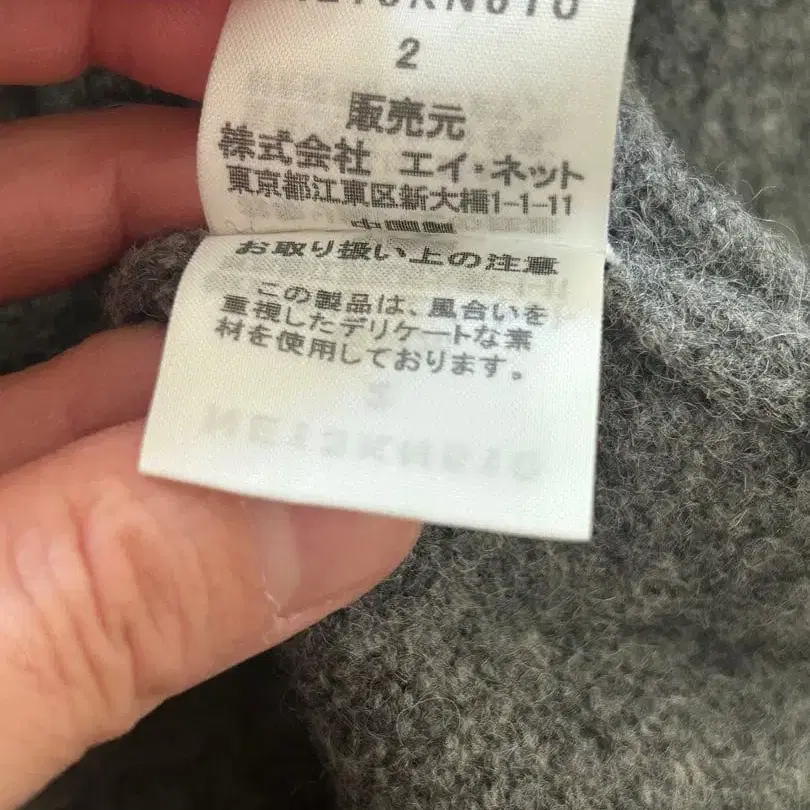 2
販売元
株式会社 エイ・ネット
東京都江東区新大橋1-1-11
中国製
お取り扱い上の注意
この製品は、風合いを
重視したデリケートな素
材を使用しております。